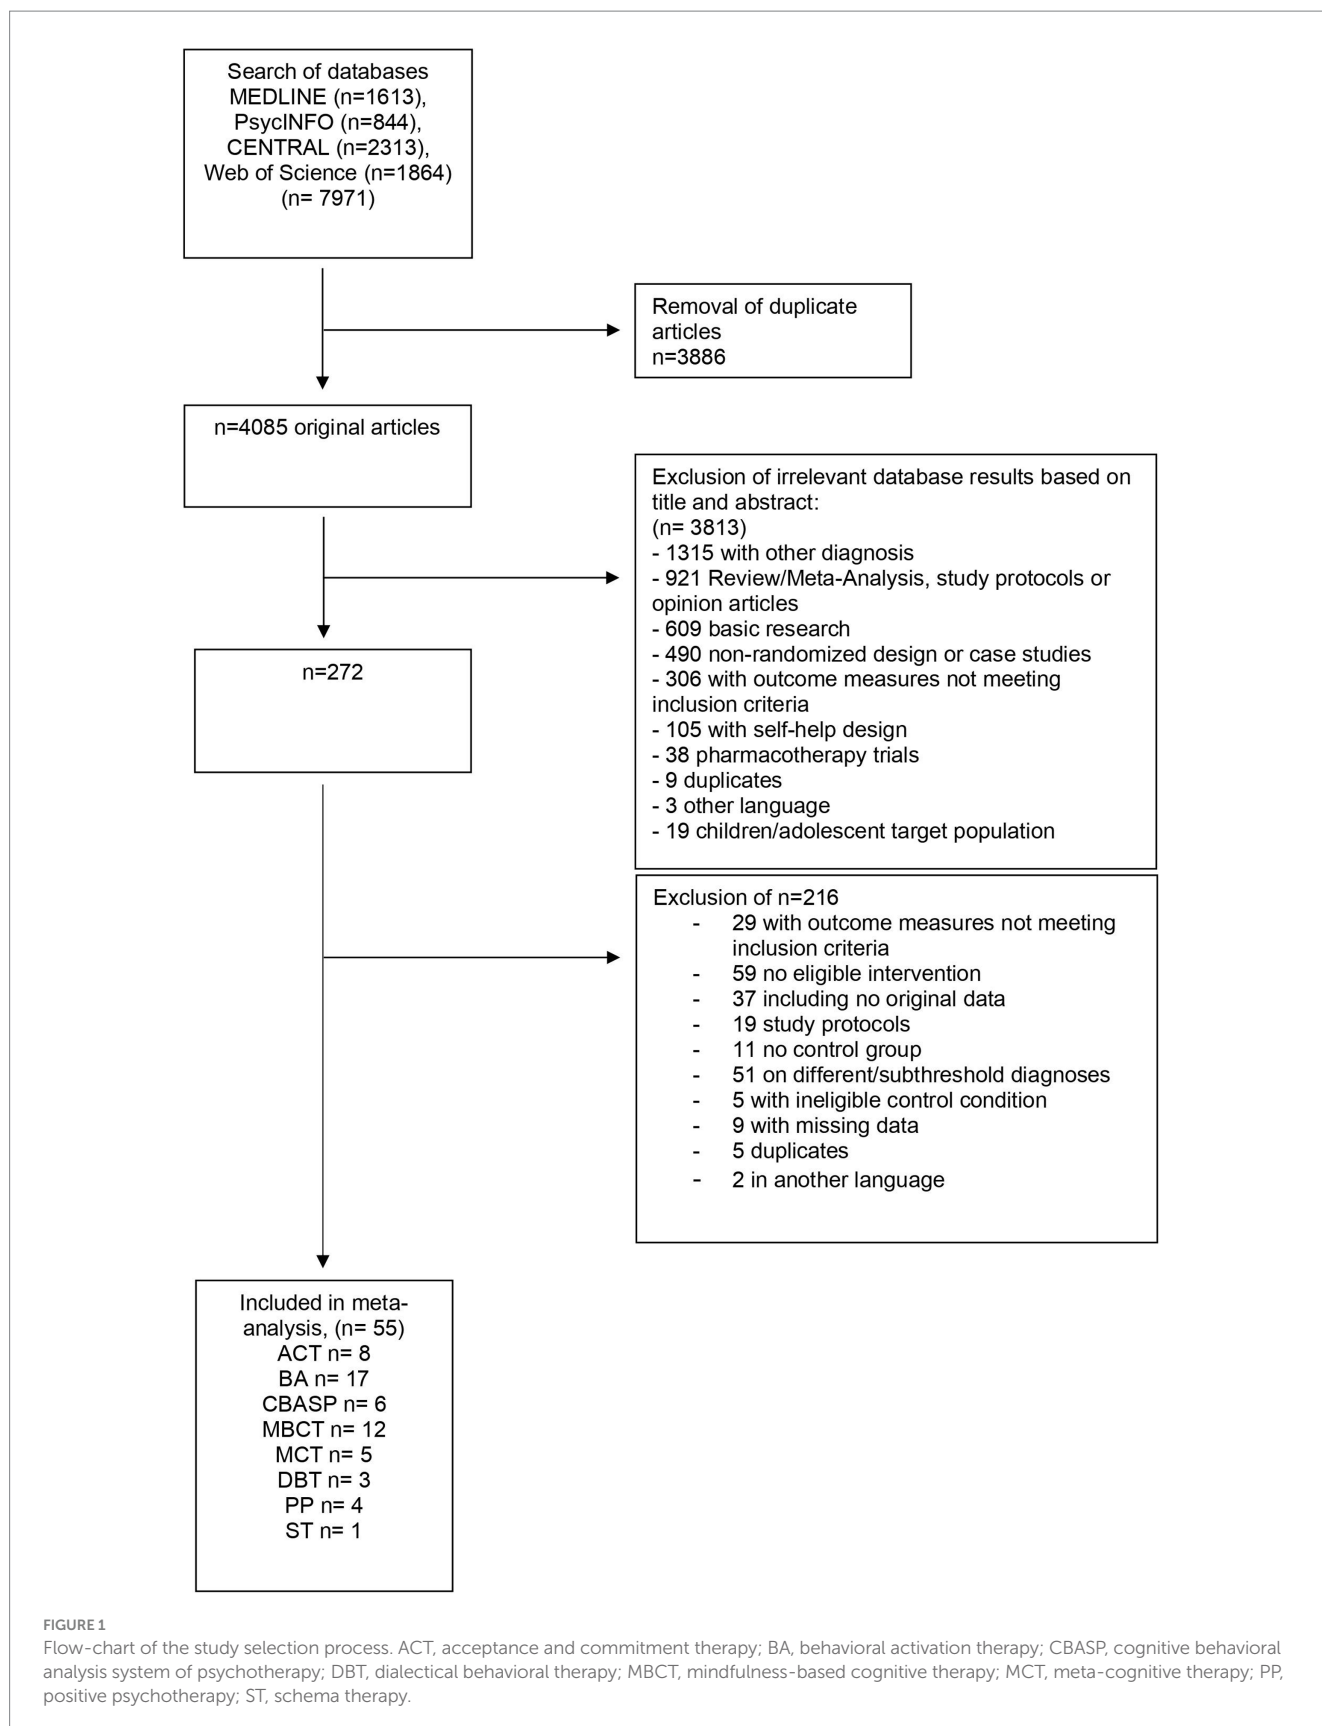 Search of databases
MEDLINE (n=1613),
PsycINFO (n=844),
CENTRAL (n=2313),
Web of Science (n=1864)
(n= 7971)
Removal of duplicate
articles
n=3886
n=4085 original articles
Exclusion of irrelevant database results based on
title and abstract:
(n= 3813)
- 1315 with other diagnosis
- 921 Review/Meta-Analysis, study protocols or
opinion articles
- 609 basic research
- 490 non-randomized design or case studies
- 306 with outcome measures not meeting
inclusion criteria
- 105 with self-help design
- 38 pharmacotherapy trials
- 9 duplicates
- 3 other language
- 19 children/adolescent target population
n=272
Exclusion of n=216
- 29 with outcome measures not meeting
inclusion criteria
- 59 no eligible intervention
- 37 including no original data
- 19 study protocols
- 11 no control group
- 51 on different/subthreshold diagnoses
- 5 with ineligible control condition
- 9 with missing data
- 5 duplicates
- 2 in another language
Included in meta-
analysis, (n= 55)
ACT n= 8
BA n= 17
CBASP n= 6
MBCT n= 12
MCT n= 5
DBT n= 3
PP n= 4
ST n= 1
FIGURE 1
Flow-chart of the study selection process. ACT, acceptance and commitment therapy; BA, behavioral activation therapy; CBASP, cognitive behavioral
analysis system of psychotherapy; DBT, dialectical behavioral therapy; MBCT, mindfulness-based cognitive therapy; MCT, meta-cognitive therapy; PP,
positive psychotherapy; ST, schema therapy.